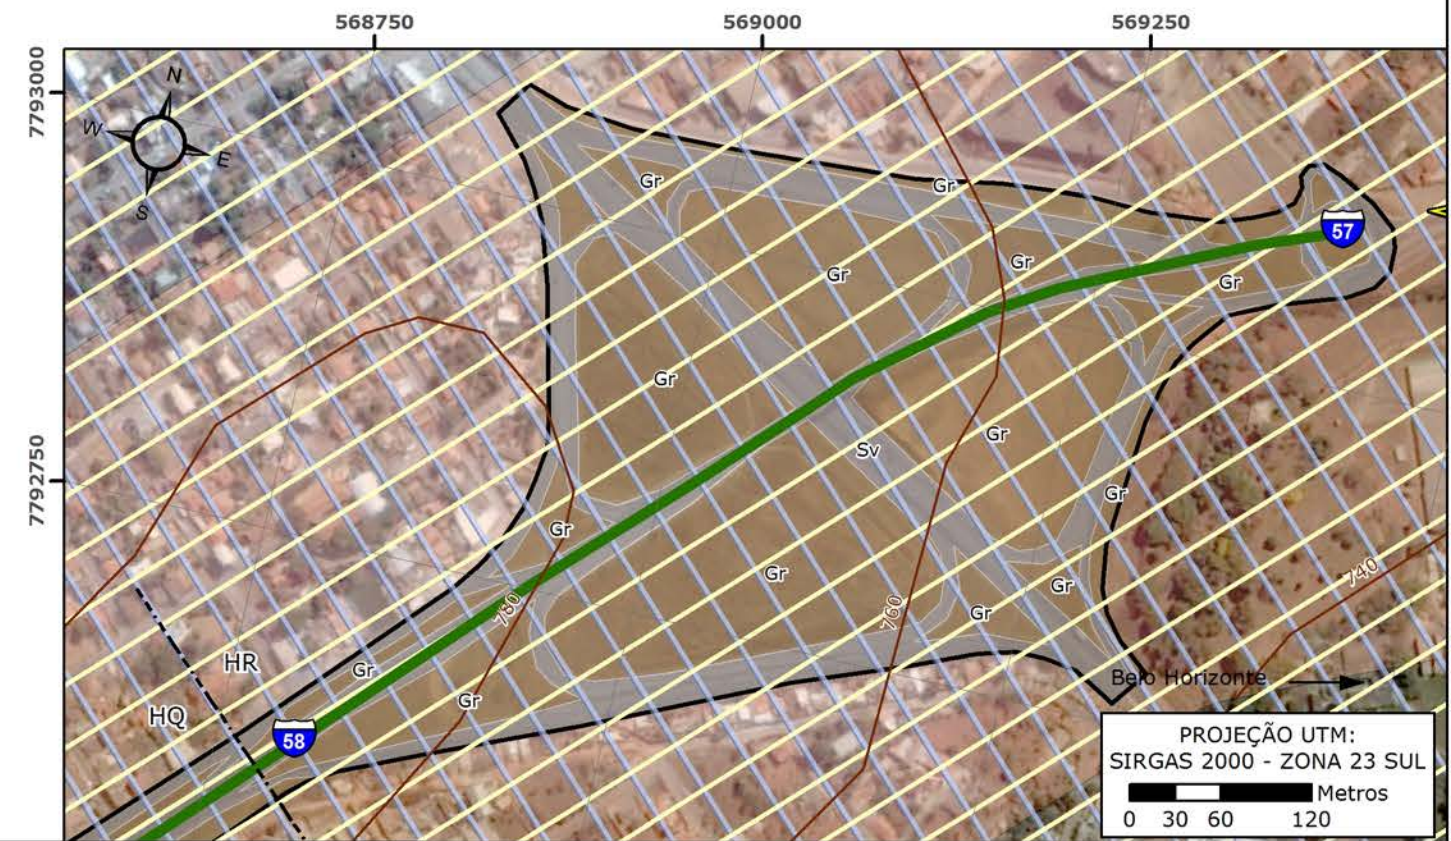 568750
569000
569250
7793000
N
W
E
S
Gr
Gr
57
Gr
Gr
Gr
Gr
7792750
Gr
Sv
Gr
Gr
Gr
Gr
780
760
740
Gr
HR
Gr
Belo Horizonte
Gr
HQ
58
PROJEÇÃO UTM:
SIRGAS 2000 - ZONA 23 SUL
Metros
0 30 60 120